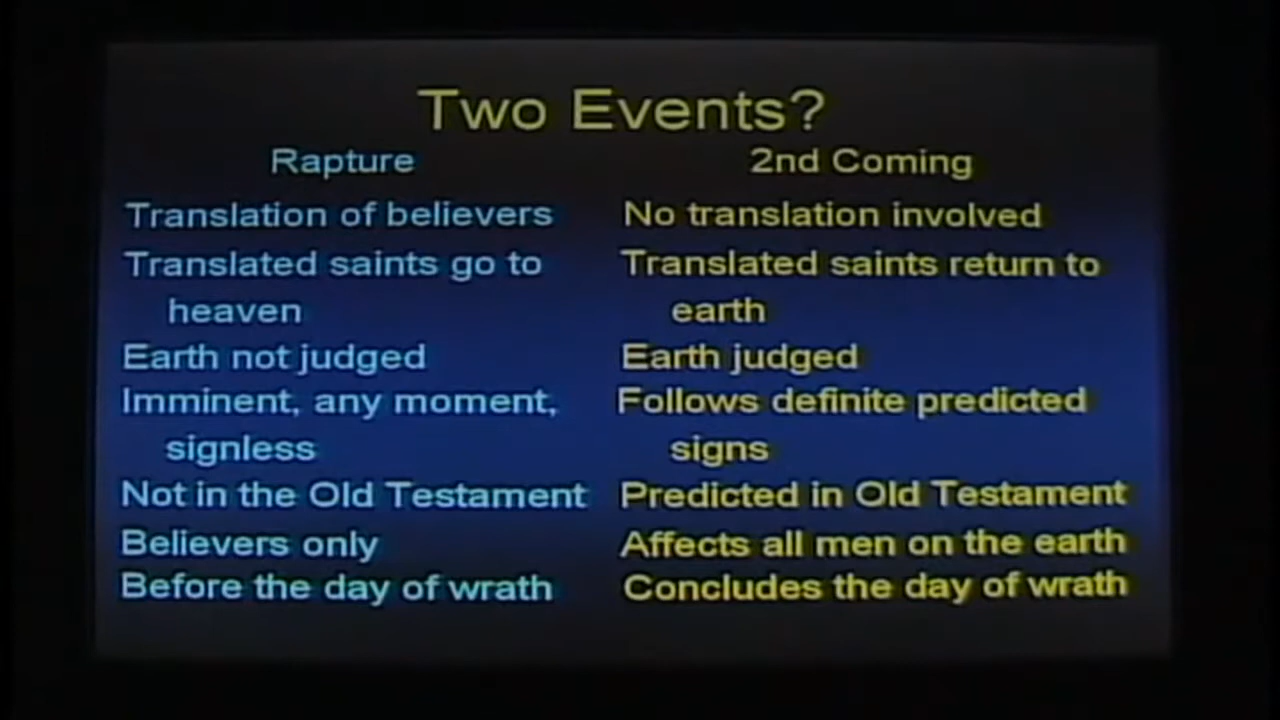 Two Events?
Rapture
2nd Coming
Translation of believers
No translation involved
Translated saints go to
heaven
Translated saints return to
earth
Earth not judged
Earth judged
Imminent, any moment,
signless
Follows definite predicted
signs
Not in the Old Testament
Predicted in Old Testament
Believers only
Affects all men on the earth
Before the day of wrath
Concludes the day of wrath